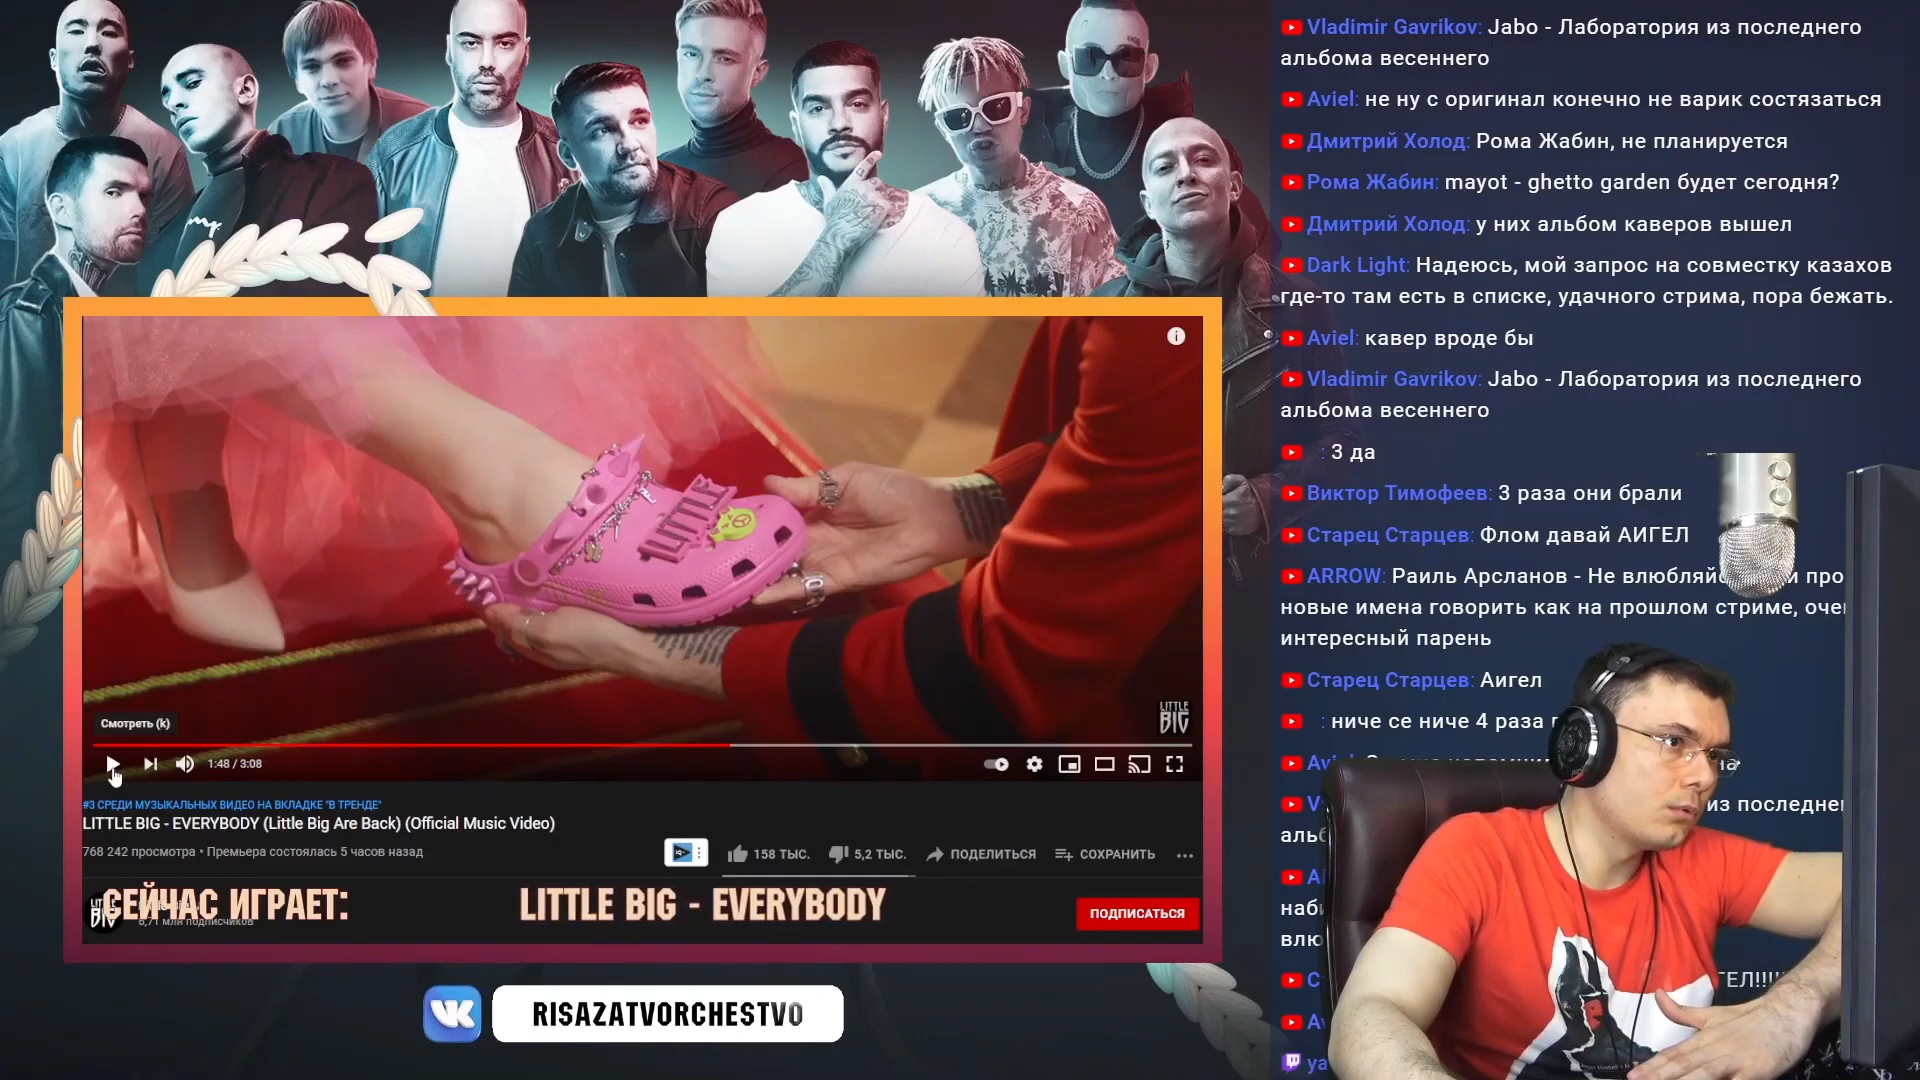 Vladimir Gavrikov: Jabo - Лаборатория из последнего
альбома весеннего
Aviel: не ну с оригинал конечно не варик состязаться
Дмитрий Холод: Рома Жабин, не планируется
Рома Жабин: mayot - ghetto garden будет сегодня?
Дмитрий Холод: у них альбом каверов вышел
Dark Light: Надеюсь, мой запрос на совместку казахов
где-то там есть в списке, удачного стрима, пора бежать.
Aviel: кавер вроде бы
Vladimir Gavrikov: Jabo - Лаборатория из последнего
альбома весеннего
: 3 да
Виктор Тимофеев: 3 раза они брали
Старец Старцев: Флом давай АИГЕЛ
ARROW: Раиль Арсланов - Не про
новые имена говорить как на прошлом стриме,
интересный парень
Старец Старцев: Аигел
: ниче се ниче 4 раза
из
LITTLE
LITTLE
BIG
Смотреть (k)
1:48 / 3:08
#3 СРЕДИ МУЗЫКАЛЬНЫХ ВИДЕО НА ВКЛАДКЕ "В ТРЕНДЕ"
LITTLE BIG - EVERYBODY (Little Big Are Back) (Official Music Video)
768 242 просмотра • Премьера состоялась 5 часов назад
158 ТЫС.
5,2 ТЫС.
ПОДЕЛИТЬСЯ
СОХРАНИТЬ
СЕЙЧАС ИГРАЕТ:
LITTLE BIG - EVERYBODY
ПОДПИСАТЬСЯ
RISAZATVORCHESTVO